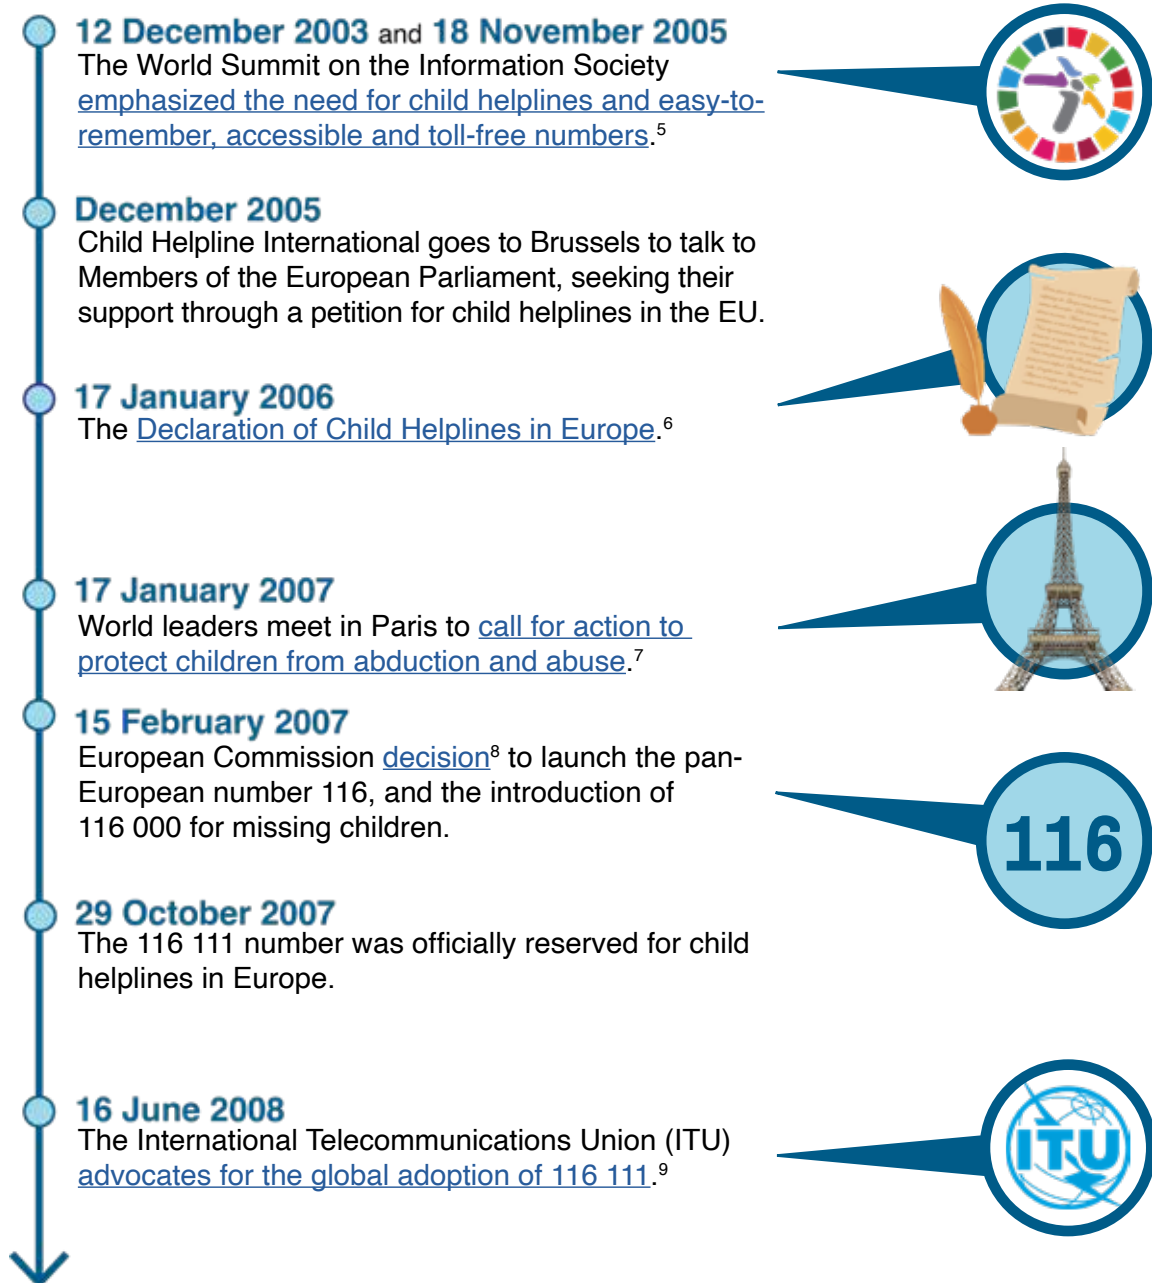 12 December 2003 and 18 November 2005
The World Summit on the Information Society
emphasized the need for child helplines and easy-to-
remember, accessible and toll-free numbers.5
December 2005
Child Helpline International goes to Brussels to talk to
Members of the European Parliament, seeking their
support through a petition for child helplines in the EU.
17 January 2006
The Declaration of Child Helplines in Europe.6
17 January 2007
World leaders meet in Paris to call for action to
protect children from abduction and abuse.7
15 February 2007
European Commission decision8 to launch the pan-
European number 116, and the introduction of
116 000 for missing children.
116
29 October 2007
The 116 111 number was officially reserved for child
helplines in Europe.
16 June 2008
The International Telecommunications Union (ITU)
advocates for the global adoption of 116 111.9
ITU